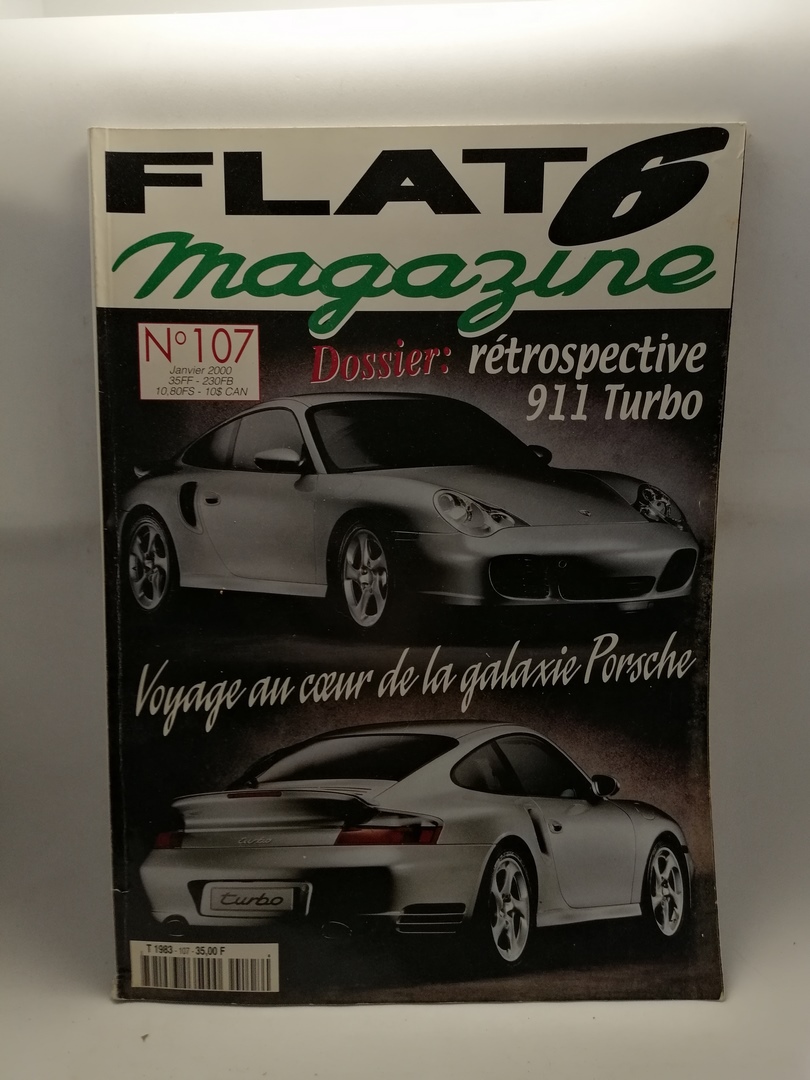 FLAT6
magazine
N°107
Janvier 2000
35FF - 230FB
10,80FS - 10$ CAN
Dossier: rétrospective
911 Turbo
Voyage au cœur de la galaxie Porsche
turbo
turbo
T 1983 - 107 - 35,00 F